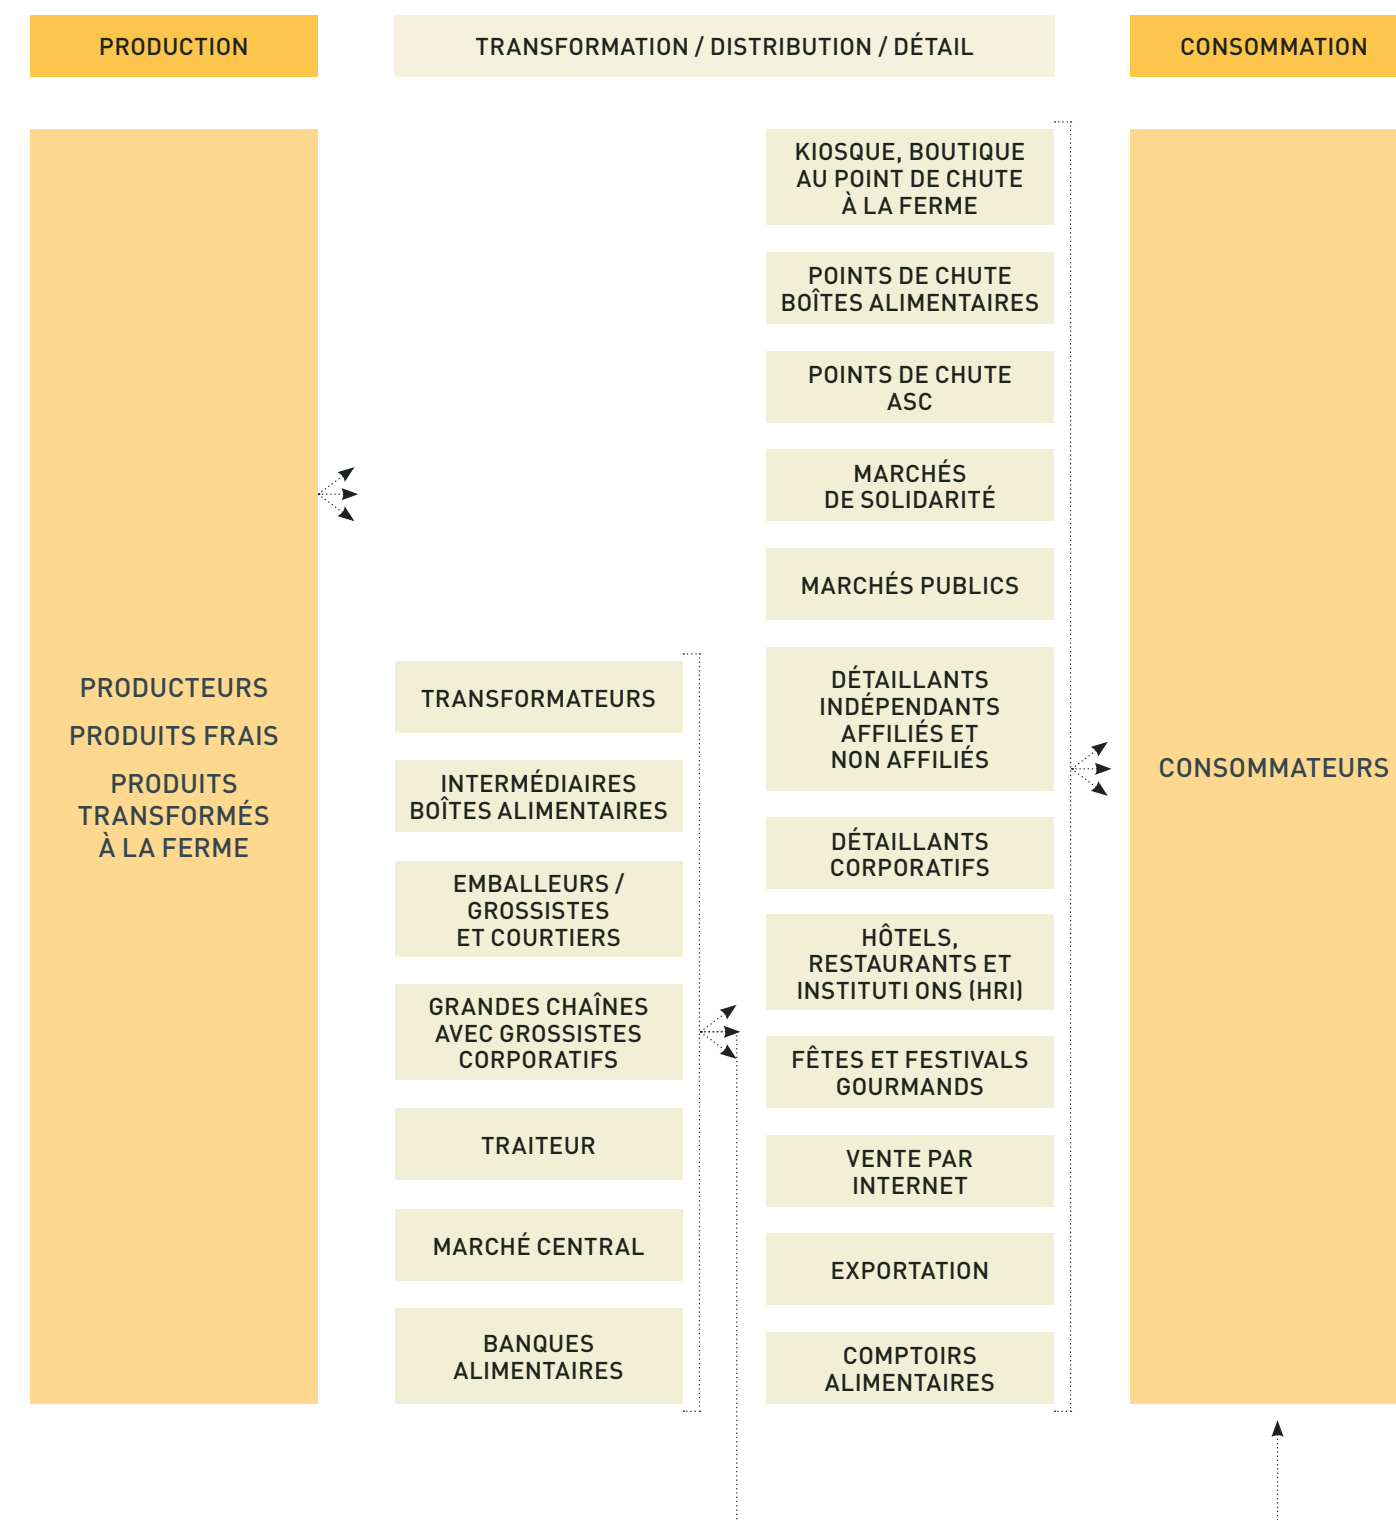 PRODUCTION
TRANSFORMATION / DISTRIBUTION / DÉTAIL
CONSOMMATION
PRODUCTEURS
PRODUITS FRAIS
PRODUITS
TRANSFORMÉS
À LA FERME
TRANSFORMATEURS
INTERMÉDIAIRES
BOÎTES ALIMENTAIRES
EMBALLEURS /
GROSSISTES
ET COURTIERS
GRANDES CHAÎNES
AVEC GROSSISTES
CORPORATIFS
TRAITEUR
MARCHÉ CENTRAL
BANQUES
ALIMENTAIRES
KIOSQUE, BOUTIQUE
AU POINT DE CHUTE
À LA FERME
POINTS DE CHUTE
BOÎTES ALIMENTAIRES
POINTS DE CHUTE
ASC
MARCHÉS
DE SOLIDARITÉ
MARCHÉS PUBLICS
DÉTAILLANTS
INDÉPENDANTS
AFFILIÉS ET
NON AFFILIÉS
DÉTAILLANTS
CORPORATIFS
HÔTELS,
RESTAURANTS ET
INSTITUTI ONS (HRI)
FÊTES ET FESTIVALS
GOURMANDS
VENTE PAR
INTERNET
EXPORTATION
COMPTOIRS
ALIMENTAIRES
CONSOMMATEURS